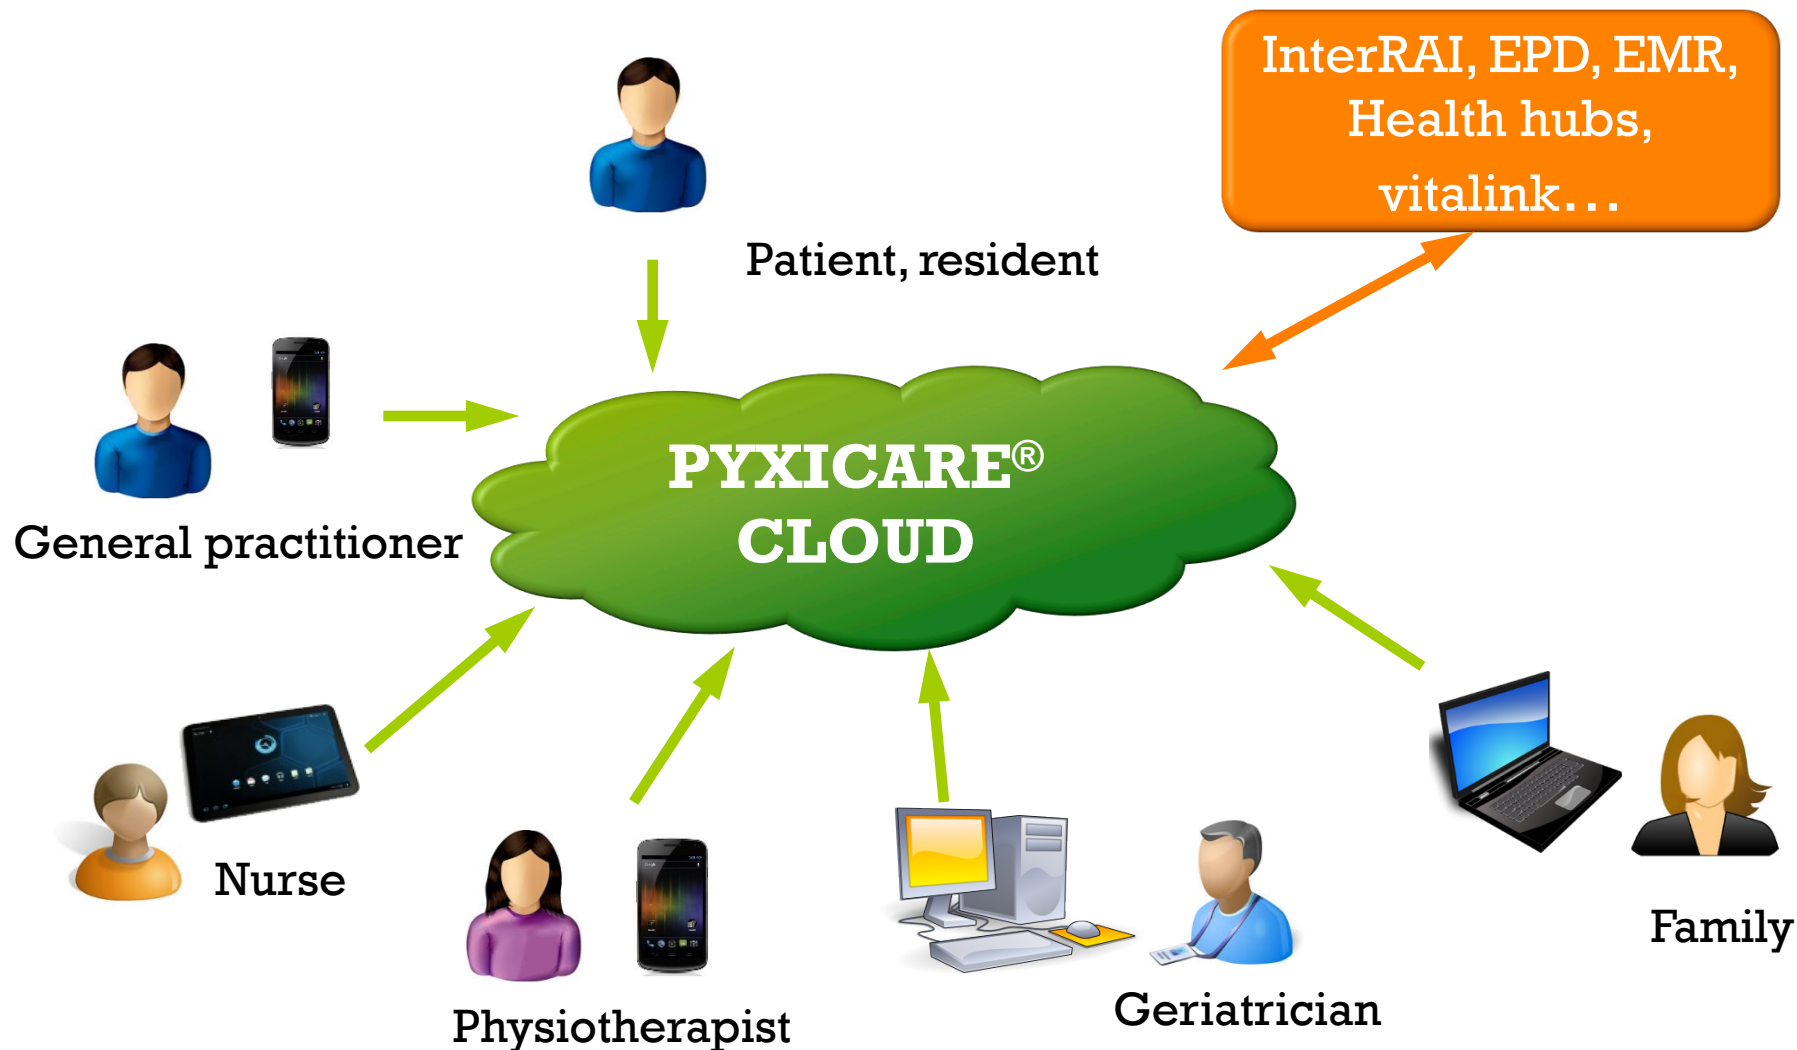 InterRAI, EPD, EMR,
Health hubs,
vitalink...
Patient, resident
PYXICARE®
CLOUD
General practitioner
Nurse
Physiotherapist
Geriatrician
Family